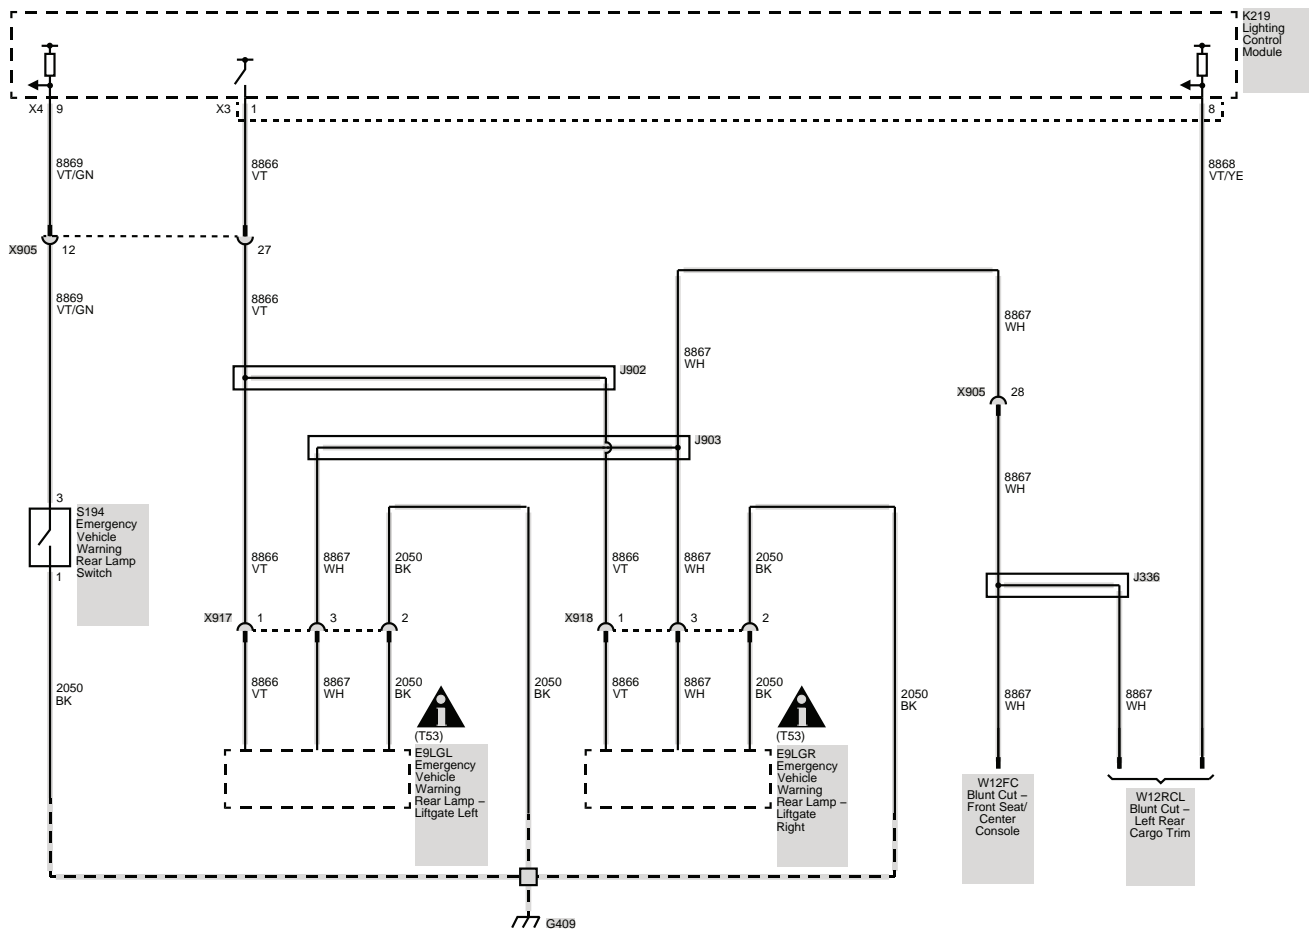 K219
Lighting
Control
Module
X4 9
X3 1
8
8869
VT/GN
8866
VT
8868
VT/YE
X905 12
27
8869
VT/GN
8866
VT
8867
WH
8867
WH
J902
X905 28
J903
8867
WH
3
S194
Emergency
Vehicle
Warning
Rear Lamp
Switch
1
8866
VT
8867
WH
2050
BK
8866
VT
8867
WH
2050
BK
J336
X917 1
3
2
X918 1
3
2
2050
BK
8866
VT
8867
WH
2050
BK
2050
BK
8866
VT
8867
WH
2050
BK
2050
BK
8867
WH
8867
WH
i
(T53)
E9LGL
Emergency
Vehicle
Warning
Rear Lamp –
Liftgate Left
i
(T53)
E9LGR
Emergency
Vehicle
Warning
Rear Lamp –
Liftgate
Right
W12FC
Blunt Cut –
Front Seat/
Center
Console
W12RCL
Blunt Cut –
Left Rear
Cargo Trim
G409